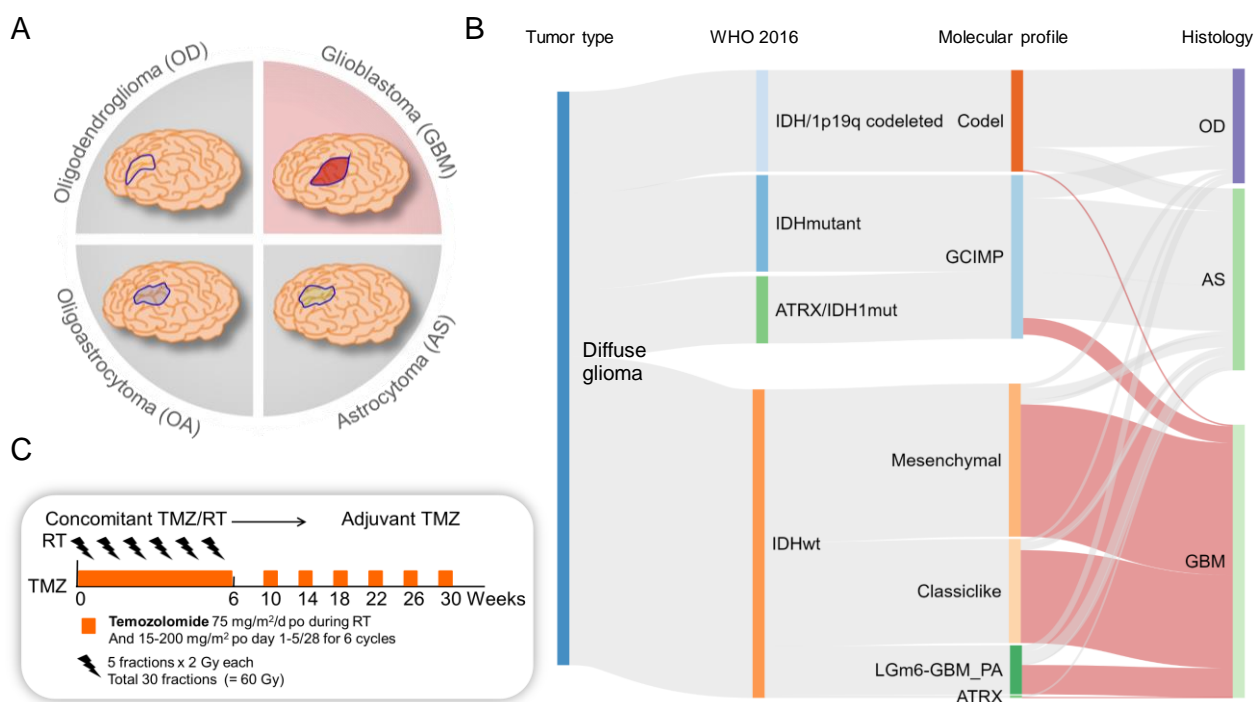 A
Oligodendroglioma (OD)
Glioblastoma (GBM)
Oligoastrocytoma (OA)
Astrocytoma (AS)
B
Tumor type
WHO 2016
Molecular profile
Histology
IDH/1p19q codeleted
Codel
OD
IDHmutant
GCIMP
AS
ATRX/IDH1mut
Diffuse
glioma
Mesenchymal
IDHwt
GBM
Classiclike
LGm6-GBM_PA
ATRX
C
Concomitant TMZ/RT
Adjuvant TMZ
RT
TMZ
0 6 10 14 18 22 26 30 Weeks
Temozolomide 75 mg/m²/d po during RT
And 15-200 mg/m² po day 1-5/28 for 6 cycles
5 fractions x 2 Gy each
Total 30 fractions (= 60 Gy)